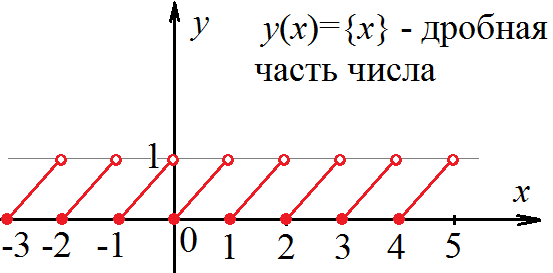 y y(x)={x} - дробная
часть числа
1
x
-3 -2 -1 0 1 2 3 4 5